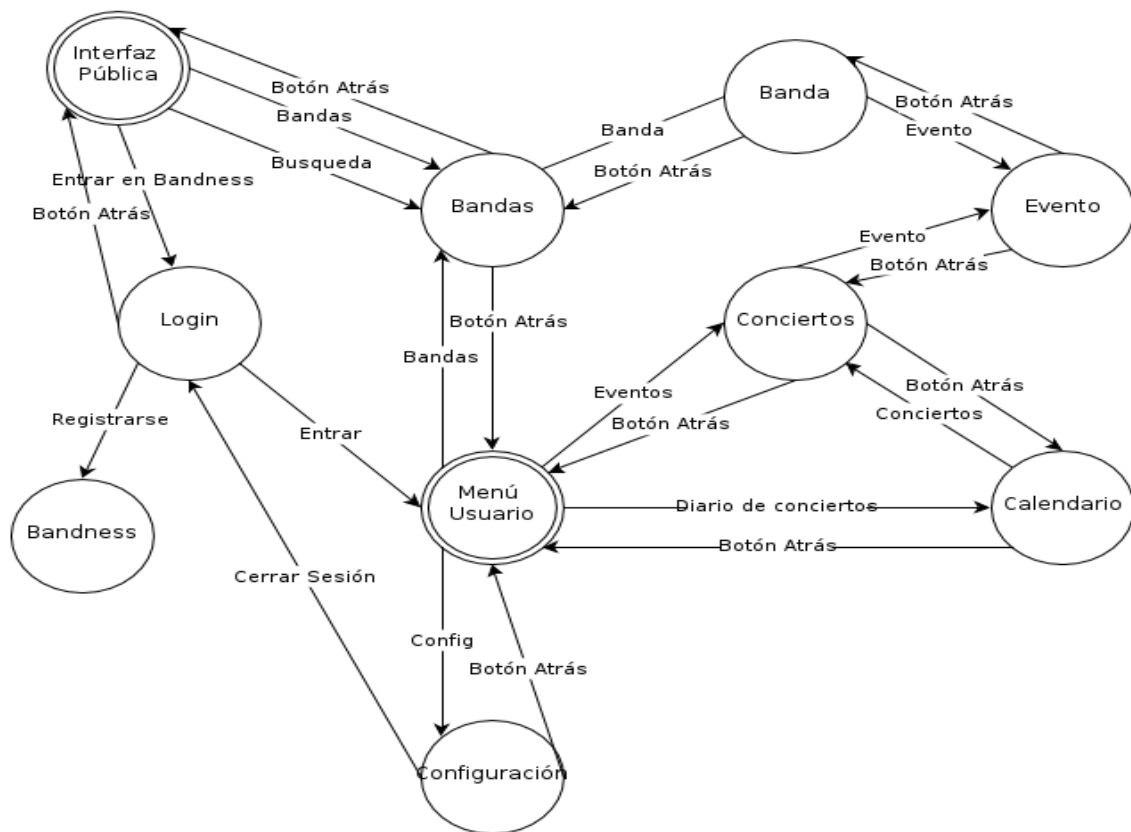 Interfaz
Pública
Botón Atrás
Bandas
Busqueda
Banda
Banda
Botón Atrás
Botón Atrás
Evento
Entrar en Bandness
Botón Atrás
Bandas
Evento
Evento
Botón Atrás
Login
Botón Atrás
Bandas
Conciertos
Eventos
Botón Atrás
Botón Atrás
Conciertos
Registrarse
Entrar
Bandness
Menú
Usuario
Diario de conciertos
Calendario
Botón Atrás
Cerrar Sesión
Config
Botón Atrás
Configuración